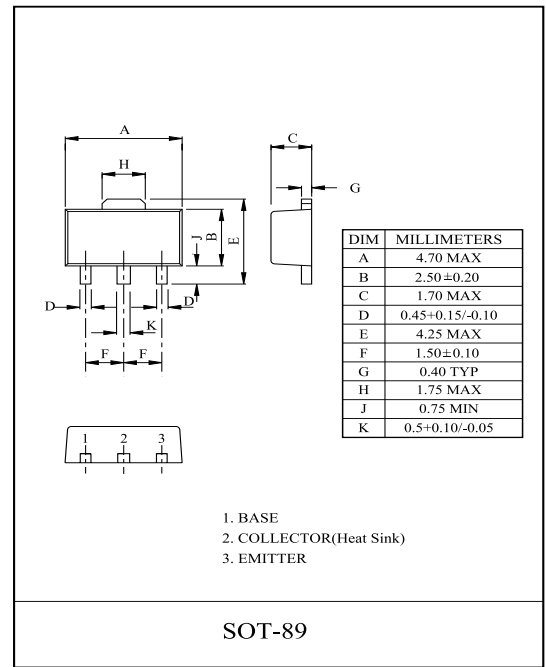 A
H
C
G
J
B
E
D
D
K
F
F
DIM MILLIMETERS
A 4.70 MAX
B 2.50±0.20
C 1.70 MAX
D 0.45+0.15/-0.10
E 4.25 MAX
F 1.50±0.10
G 0.40 TYP
H 1.75 MAX
J 0.75 MIN
K 0.5+0.10/-0.05
1 2 3
1. BASE
2. COLLECTOR(Heat Sink)
3. EMITTER
SOT-89